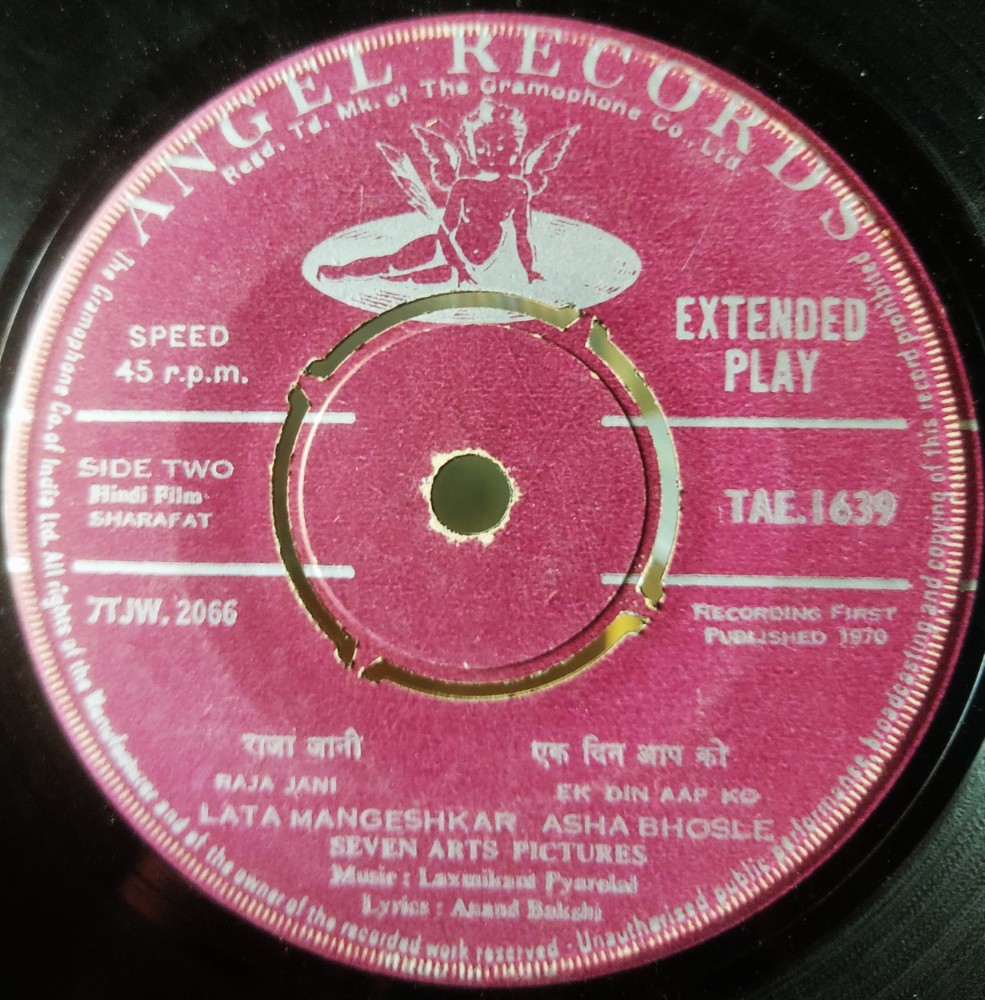 ANGEL RECORDS
Regd. Td. Mk. of The Gramophone Co., Ltd
SPEED
45 r.p.m.
EXTENDED
PLAY
SIDE TWO
Hindi Film
SHARAFAT
TAE.1639
7TJW. 2066
RECORDING FIRST
PUBLISHED 1970
राजा जानी
एक दिन आप को
RAJA JANI
EK DIN AAP KO
LATA MANGESHKAR ASHA BHOSLE
SEVEN ARTS PICTURES
Music : Laxmikant Pyarelal
Lyrics : Anand Bakshi
The Gramophone Co. of India Ltd. All rights of the Manufacturer and of the owner of the recorded work reserved · Unauthorised public performance broadcasting and copying of this record prohibited